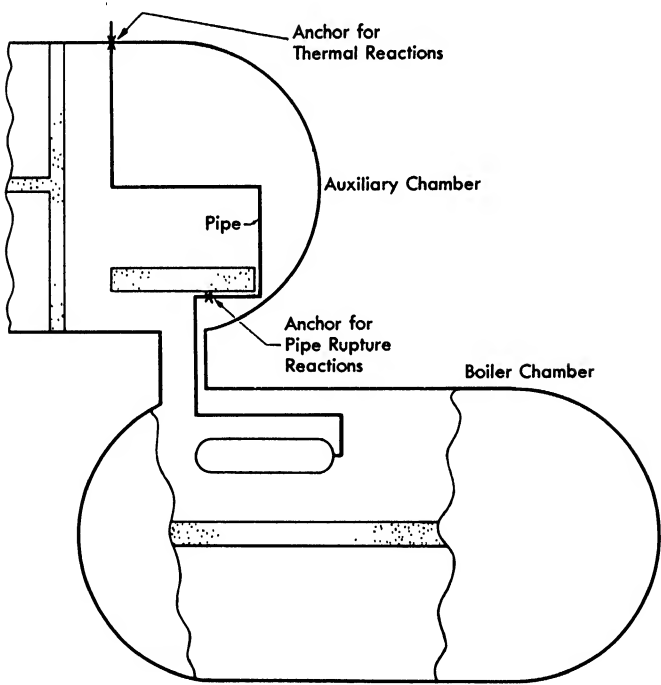 Anchor for
Thermal Reactions
Auxiliary Chamber
Pipe
Anchor for
Pipe Rupture
Reactions
Boiler Chamber